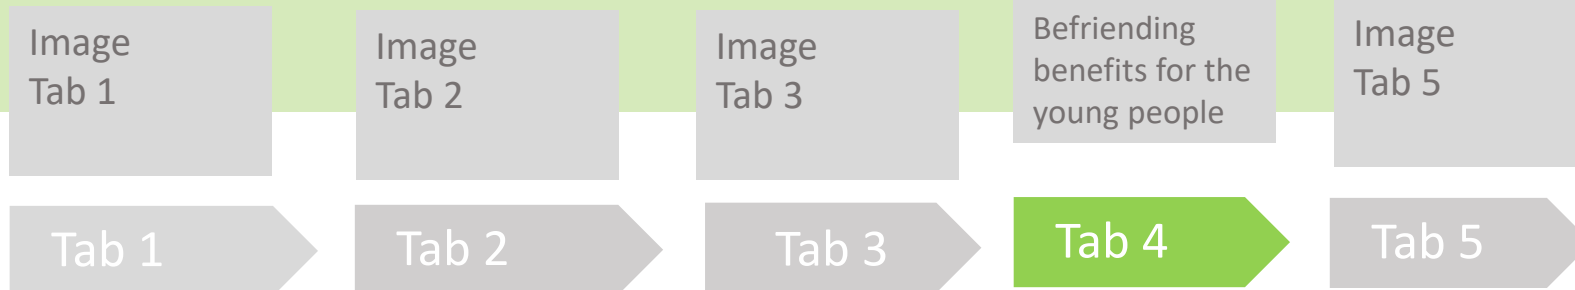 Image
Tab 1
Image
Tab 2
Image
Tab 3
Befriending
benefits for the
young people
Image
Tab 5
Tab 1
Tab 2
Tab 3
Tab 4
Tab 5